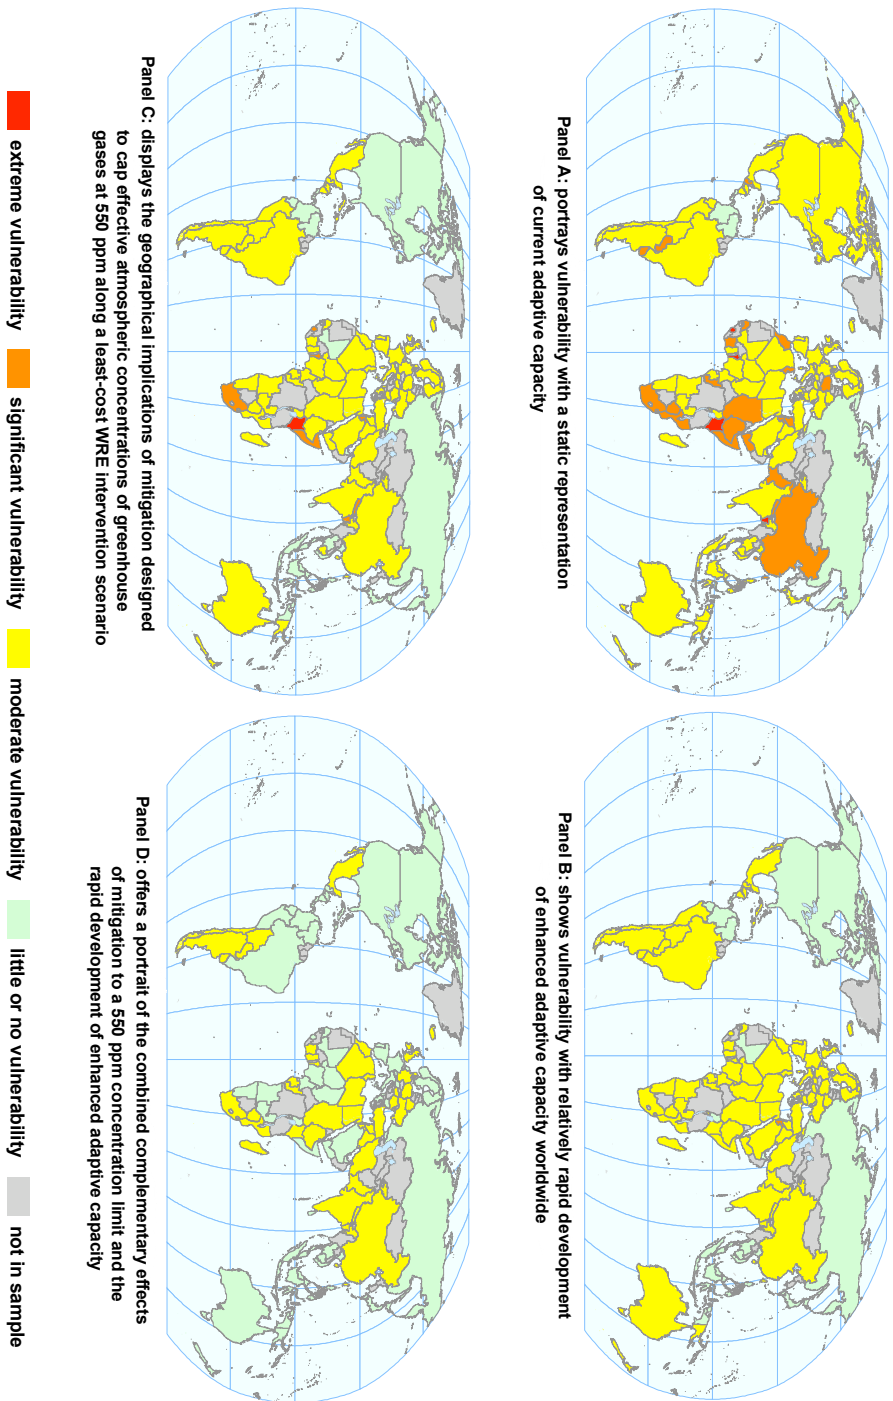 Panel A: portrays vulnerability with a static representation
of current adaptive capacity
Panel B: shows vulnerability with relatively rapid development
of enhanced adaptive capacity worldwide
Panel C: displays the geographical implications of mitigation designed
to cap effective atmospheric concentrations of greenhouse
gases at 550 ppm along a least-cost WRE intervention scenario
Panel D: offers a portrait of the combined complementary effects
of mitigation to a 550 ppm concentration limit and the
rapid development of enhanced adaptive capacity
extreme vulnerability
significant vulnerability
moderate vulnerability
little or no vulnerability
not in sample